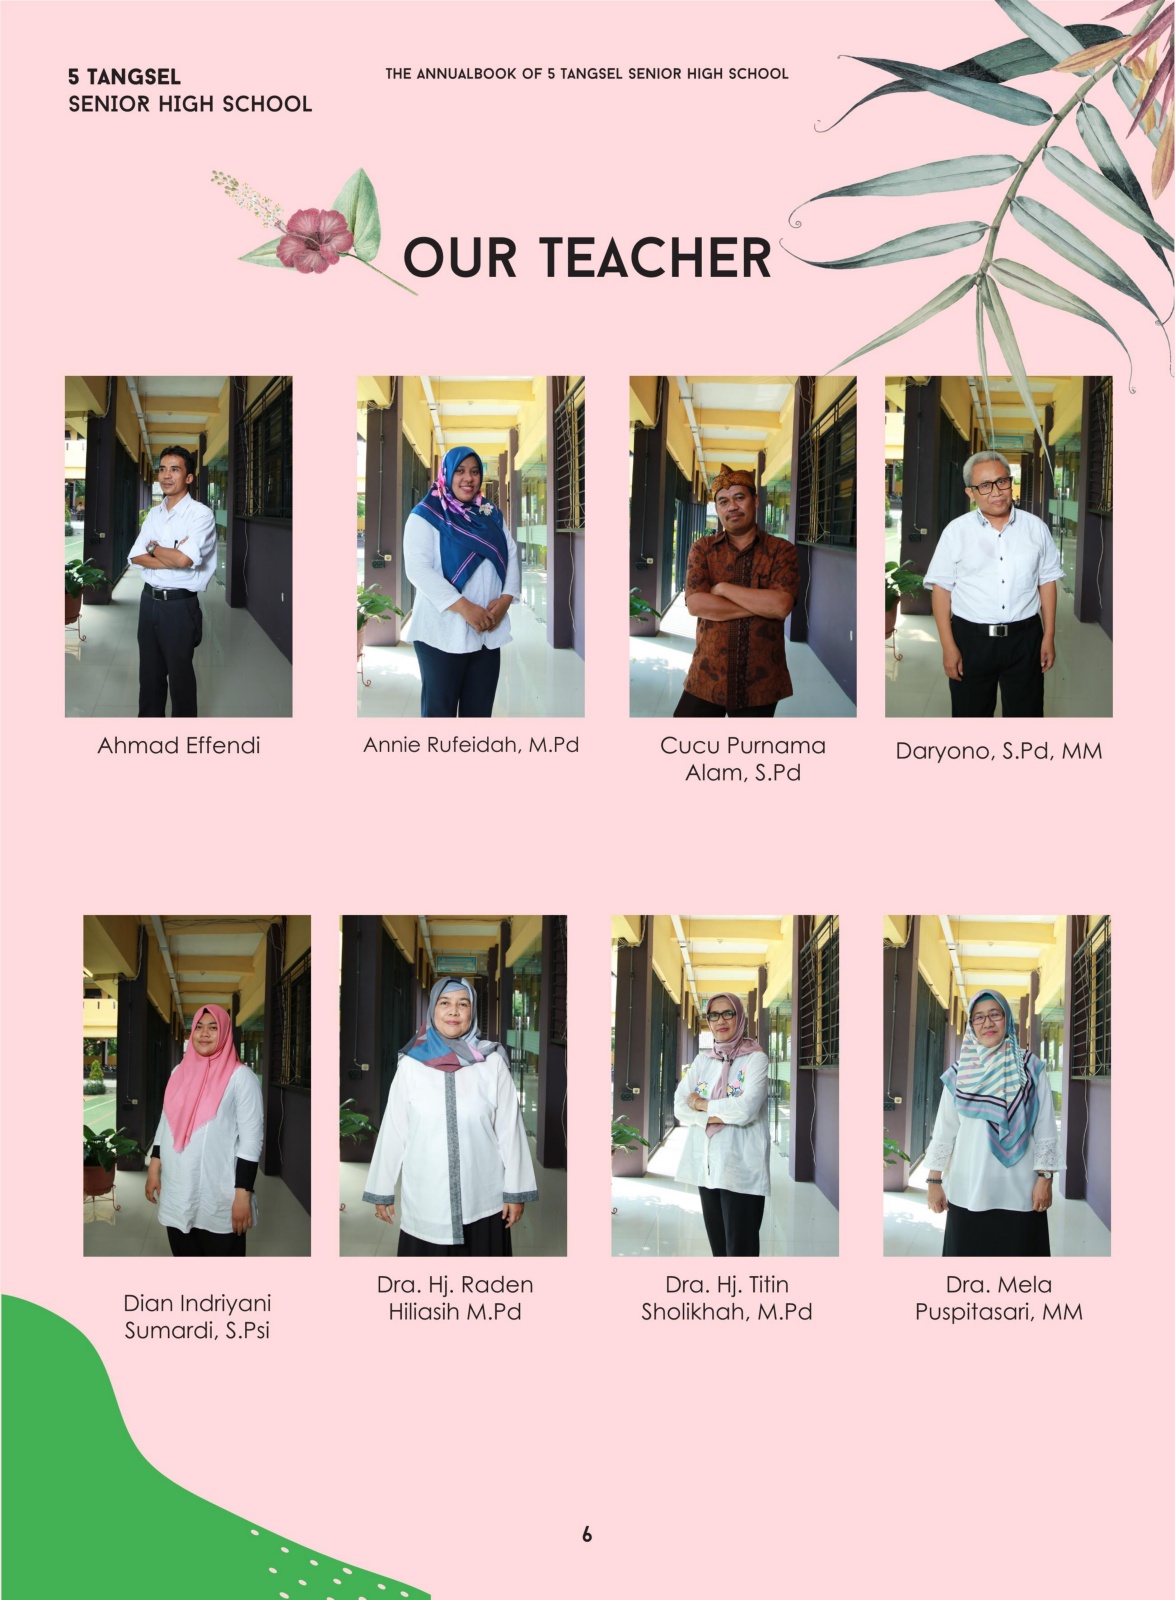 5 TANGSEL
SENIOR HIGH SCHOOL
THE ANNUALBOOK OF 5 TANGSEL SENIOR HIGH SCHOOL
OUR TEACHER
Ahmad Effendi
Annie Rufeidah, M.Pd
Cucu Purnama
Alam, S.Pd
Daryono, S.Pd, MM
Dian Indriyani
Sumardi, S.Psi
Dra. Hj. Raden
Hiliasih M.Pd
Dra. Hj. Titin
Sholikhah, M.Pd
Dra. Mela
Puspitasari, MM
6